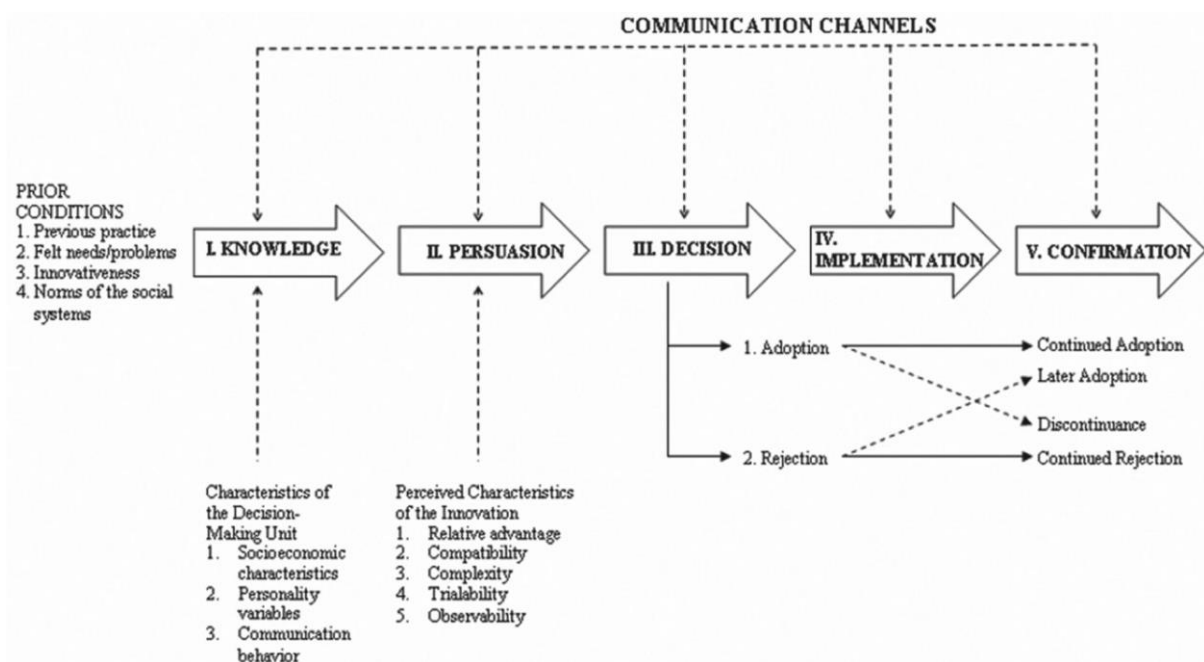 COMMUNICATION CHANNELS
PRIOR
CONDITIONS
1. Previous practice
2. Felt needs/problems
3. Innovativeness
4. Norms of the social
systems
I. KNOWLEDGE
II. PERSUASION
III. DECISION
IV.
IMPLEMENTATION
V. CONFIRMATION
1. Adoption
2. Rejection
Continued Adoption
Later Adoption
Discontinuance
Continued Rejection
Characteristics of
the Decision-
Making Unit
1. Socioeconomic
characteristics
2. Personality
variables
3. Communication
behavior
Perceived Characteristics
of the Innovation
1. Relative advantage
2. Compatibility
3. Complexity
4. Trialability
5. Observability